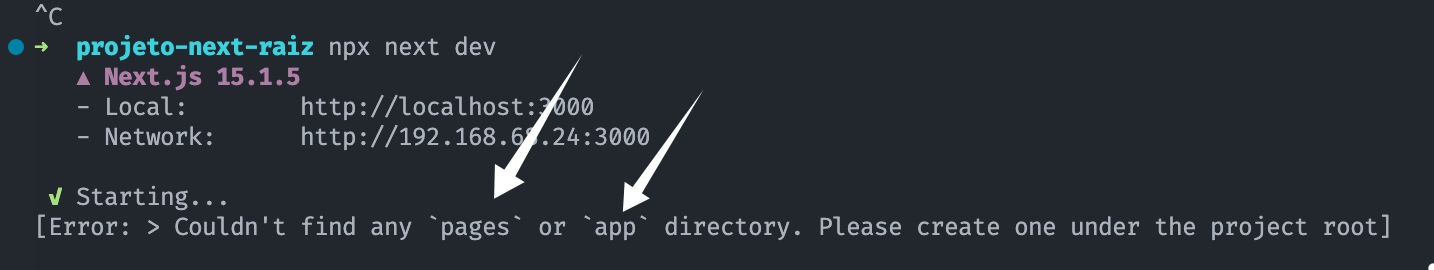 ^C
→ projeto-next-raiz npx next dev
▲ Next.js 15.1.5
- Local: http://localhost:3000
- Network: http://192.168.68.24:3000
✓ Starting...
[Error: > Couldn't find any `pages` or `app` directory. Please create one under the project root]